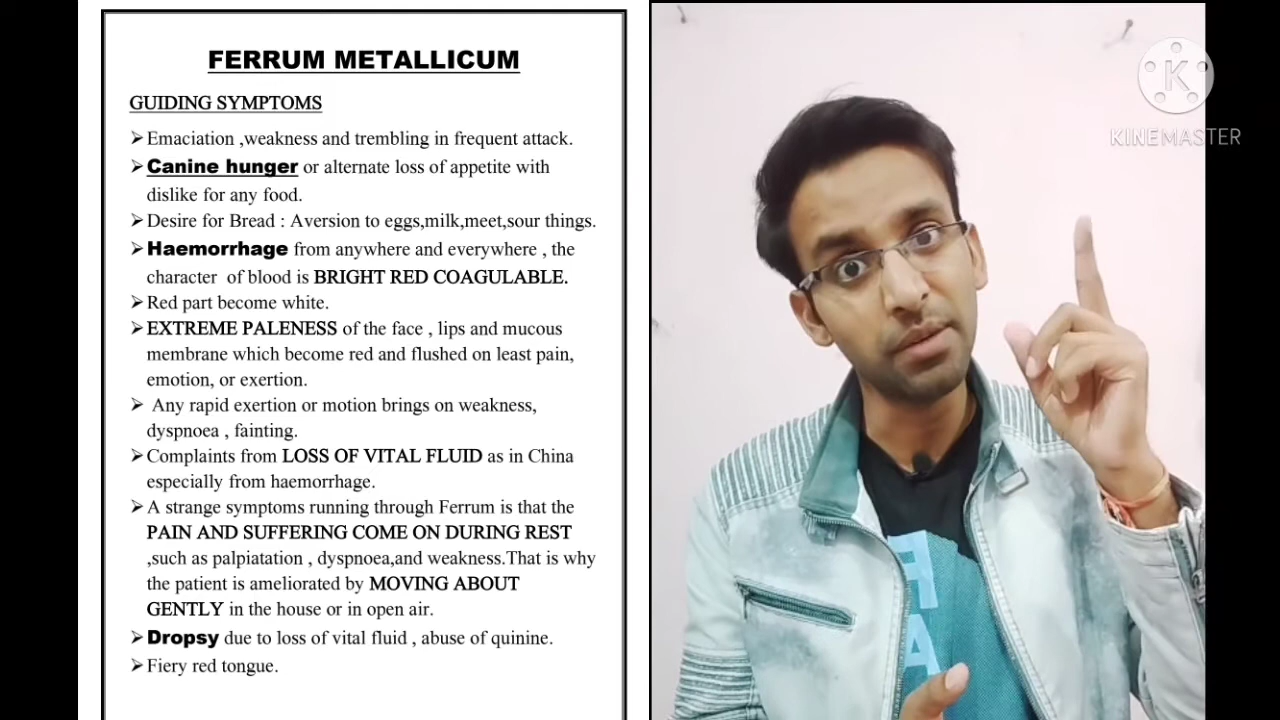 FERRUM METALLICUM
GUIDING SYMPTOMS
➢ Emaciation ,weakness and trembling in frequent attack.
➢ Canine hunger or alternate loss of appetite with
dislike for any food.
➢ Desire for Bread : Aversion to eggs,milk,meet,sour things.
➢ Haemorrhage from anywhere and everywhere , the
character of blood is BRIGHT RED COAGULABLE.
➢ Red part become white.
➢ EXTREME PALENESS of the face , lips and mucous
membrane which become red and flushed on least pain,
emotion, or exertion.
➢ Any rapid exertion or motion brings on weakness,
dyspnoea , fainting.
➢ Complaints from LOSS OF VITAL FLUID as in China
especially from haemorrhage.
➢ A strange symptoms running through Ferrum is that the
PAIN AND SUFFERING COME ON DURING REST
,such as palpiatation , dyspnoea,and weakness.That is why
the patient is ameliorated by MOVING ABOUT
GENTLY in the house or in open air.
➢ Dropsy due to loss of vital fluid , abuse of quinine.
➢ Fiery red tongue.
K
KINEMASTER
H
A